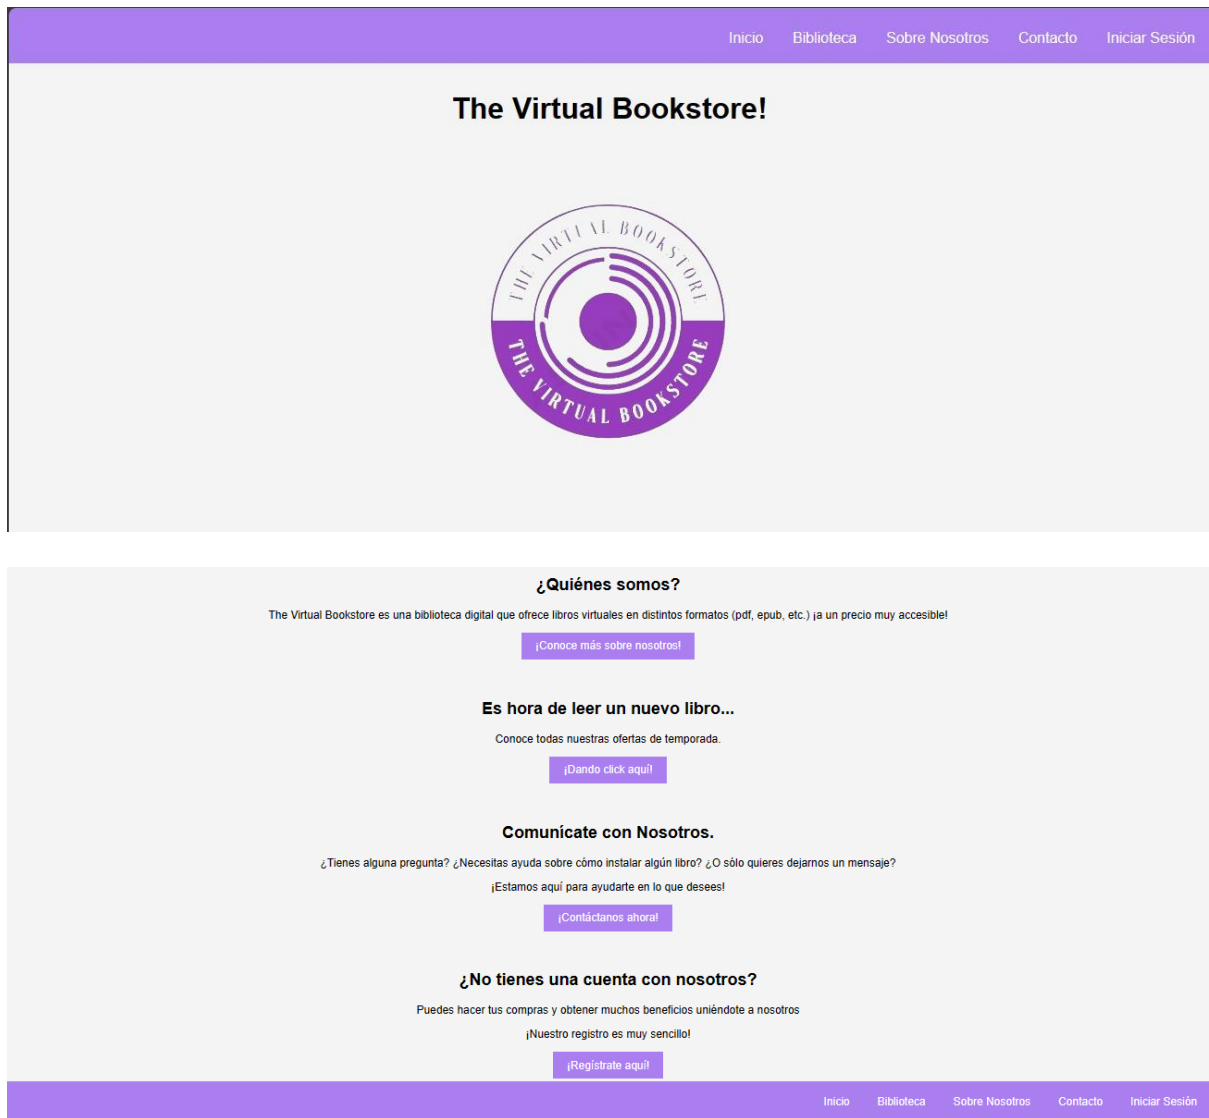 Inicio Biblioteca Sobre Nosotros Contacto Iniciar Sesión
The Virtual Bookstore!
THE VIRTUAL BOOKSTORE
THE VIRTUAL BOOKSTORE
¿Quiénes somos?
The Virtual Bookstore es una biblioteca digital que ofrece libros virtuales en distintos formatos (pdf, epub, etc.) ¡a un precio muy accesible!
¡Conoce más sobre nosotros!
Es hora de leer un nuevo libro...
Conoce todas nuestras ofertas de temporada.
¡Dando click aquí!
Comunícate con Nosotros.
¿Tienes alguna pregunta? ¿Necesitas ayuda sobre cómo instalar algún libro? ¿O sólo quieres dejarnos un mensaje?
¡Estamos aquí para ayudarte en lo que desees!
¡Contáctanos ahora!
¿No tienes una cuenta con nosotros?
Puedes hacer tus compras y obtener muchos beneficios uniéndote a nosotros
¡Nuestro registro es muy sencillo!
¡Regístrate aquí!
Inicio Biblioteca Sobre Nosotros Contacto Iniciar Sesión